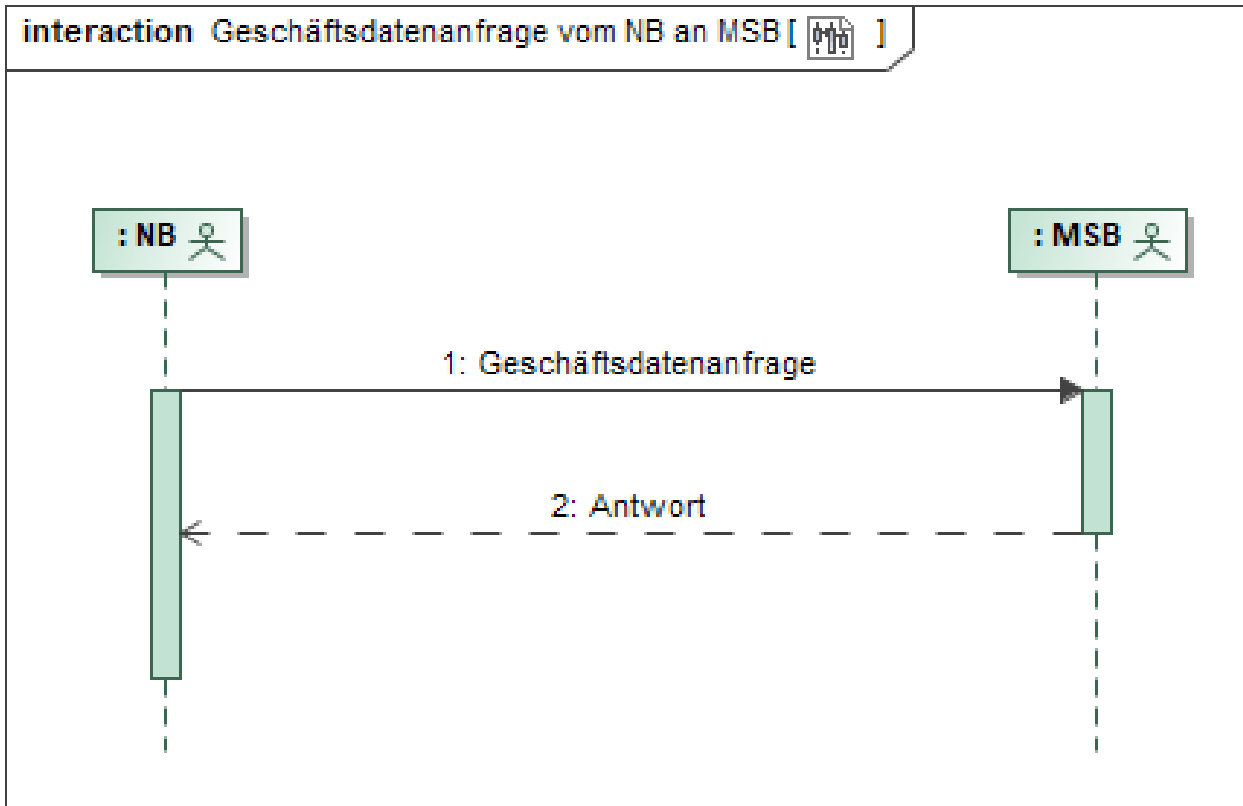 interaction Geschäftsdatenanfrage vom NB an MSB [ ]
: NB
: MSB
1: Geschäftsdatenanfrage
2: Antwort